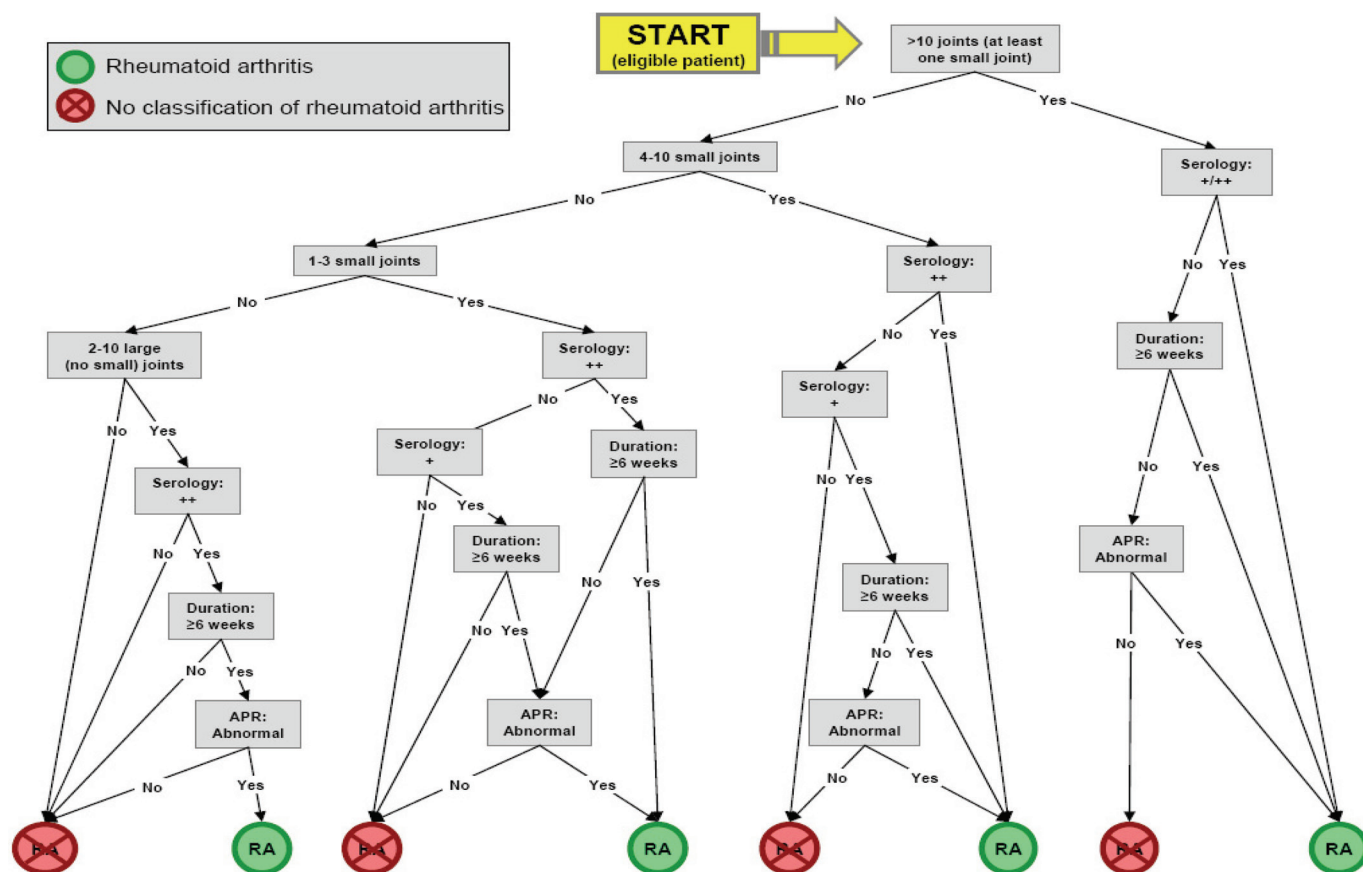 START
(eligible patient)
>10 joints (at least
one small joint)
Rheumatoid arthritis
No classification of rheumatoid arthritis
No
Yes
4-10 small joints
Serology:
+/++
No
Yes
1-3 small joints
Serology:
++
No
Yes
No
Yes
2-10 large
(no small) joints
Serology:
++
No
Yes
Duration:
≥6 weeks
Serology:
+
No
Yes
No
Yes
Serology:
+
Duration:
≥6 weeks
No
Yes
Serology:
++
No
Yes
No
Yes
Duration:
≥6 weeks
APR:
Abnormal
No
Yes
Duration:
≥6 weeks
No
Yes
Duration:
≥6 weeks
No
Yes
No
Yes
No
Yes
No
Yes
APR:
Abnormal
APR:
Abnormal
APR:
Abnormal
No
Yes
No
Yes
No
Yes
RA
RA
RA
RA
RA
RA
RA
RA